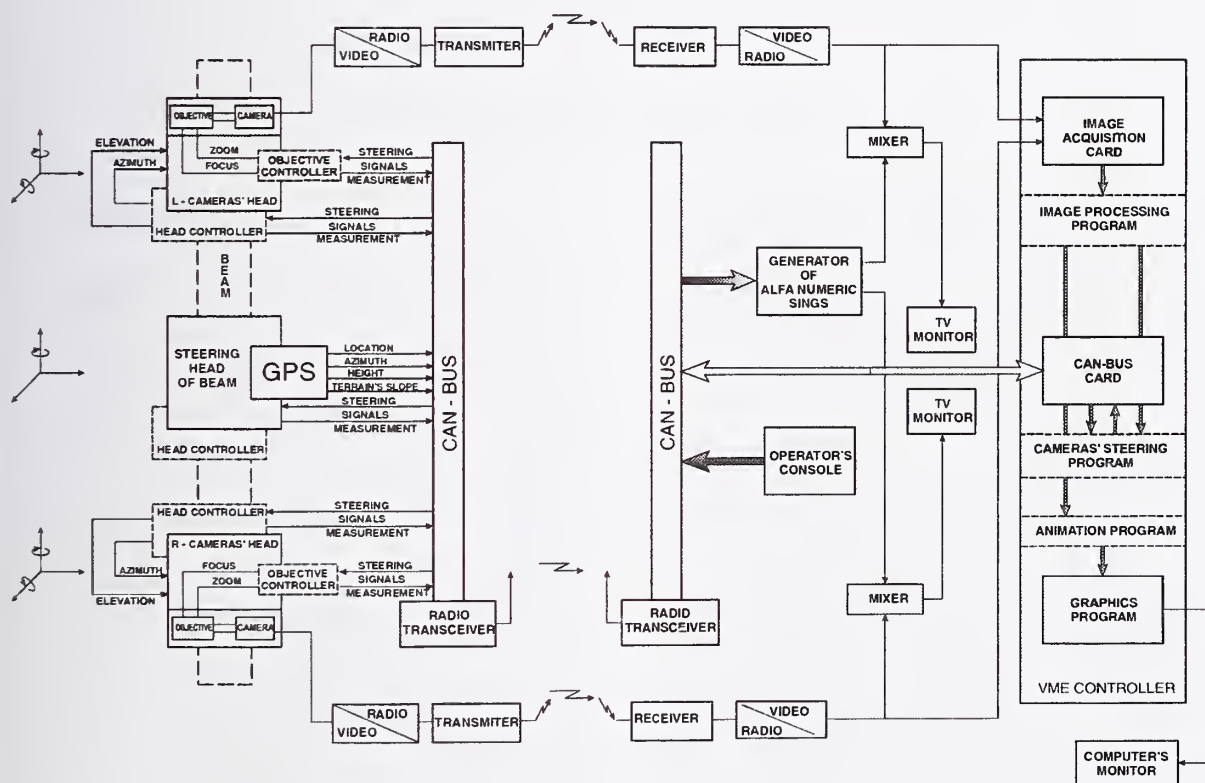 RADIO
VIDEO
TRANSMITER
RECEIVER
VIDEO
RADIO
OBJECTIVE
CAMERA
ELEVATION
AZIMUTH
ZOOM
FOCUS
OBJECTIVE
CONTROLLER
STEERING
SIGNALS
MEASUREMENT
L - CAMERAS' HEAD
HEAD CONTROLLER
STEERING
SIGNALS
MEASUREMENT
BEAM
STEERING
HEAD
OF BEAM
GPS
LOCATION
AZIMUTH
HEIGHT
TERRAIN'S SLOPE
STEERING
SIGNALS
MEASUREMENT
HEAD CONTROLLER
CAN - BUS
CAN - BUS
HEAD CONTROLLER
STEERING
SIGNALS
MEASUREMENT
R - CAMERAS' HEAD
AZIMUTH
ELEVATION
FOCUS
ZOOM
OBJECTIVE
CONTROLLER
STEERING
SIGNALS
MEASUREMENT
OBJECTIVE
CAMERA
RADIO
TRANSCEIVER
RADID
TRANSCEIVER
RADIO
VIDEO
TRANSMITER
RECEIVER
VIDEO
RADIO
MIXER
GENERATOR
OF
ALFA NUMERIC
SINGS
TV
MONITOR
TV
MONITOR
OPERATOR'S
CONSOLE
MIXER
IMAGE
ACQUISITION
CARD
IMAGE PROCESSING
PROGRAM
CAN-BUS
CARD
CAMERAS' STEERING
PROGRAM
ANIMATION PROGRAM
GRAPHICS
PROGRAM
VME CONTROLLER
COMPUTER'S
MONITOR